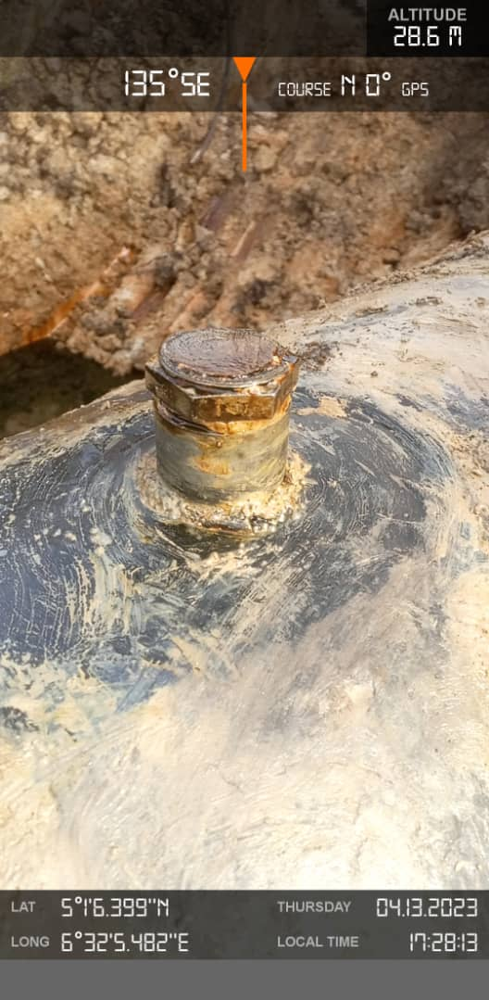 ALTITUDE
28.6 M
135°SE COURSE N 0° GPS
LAT 5°1'6.399"N THURSDAY 04.13.2023
LONG 6°32'5.482"E LOCAL TIME 17:28:13